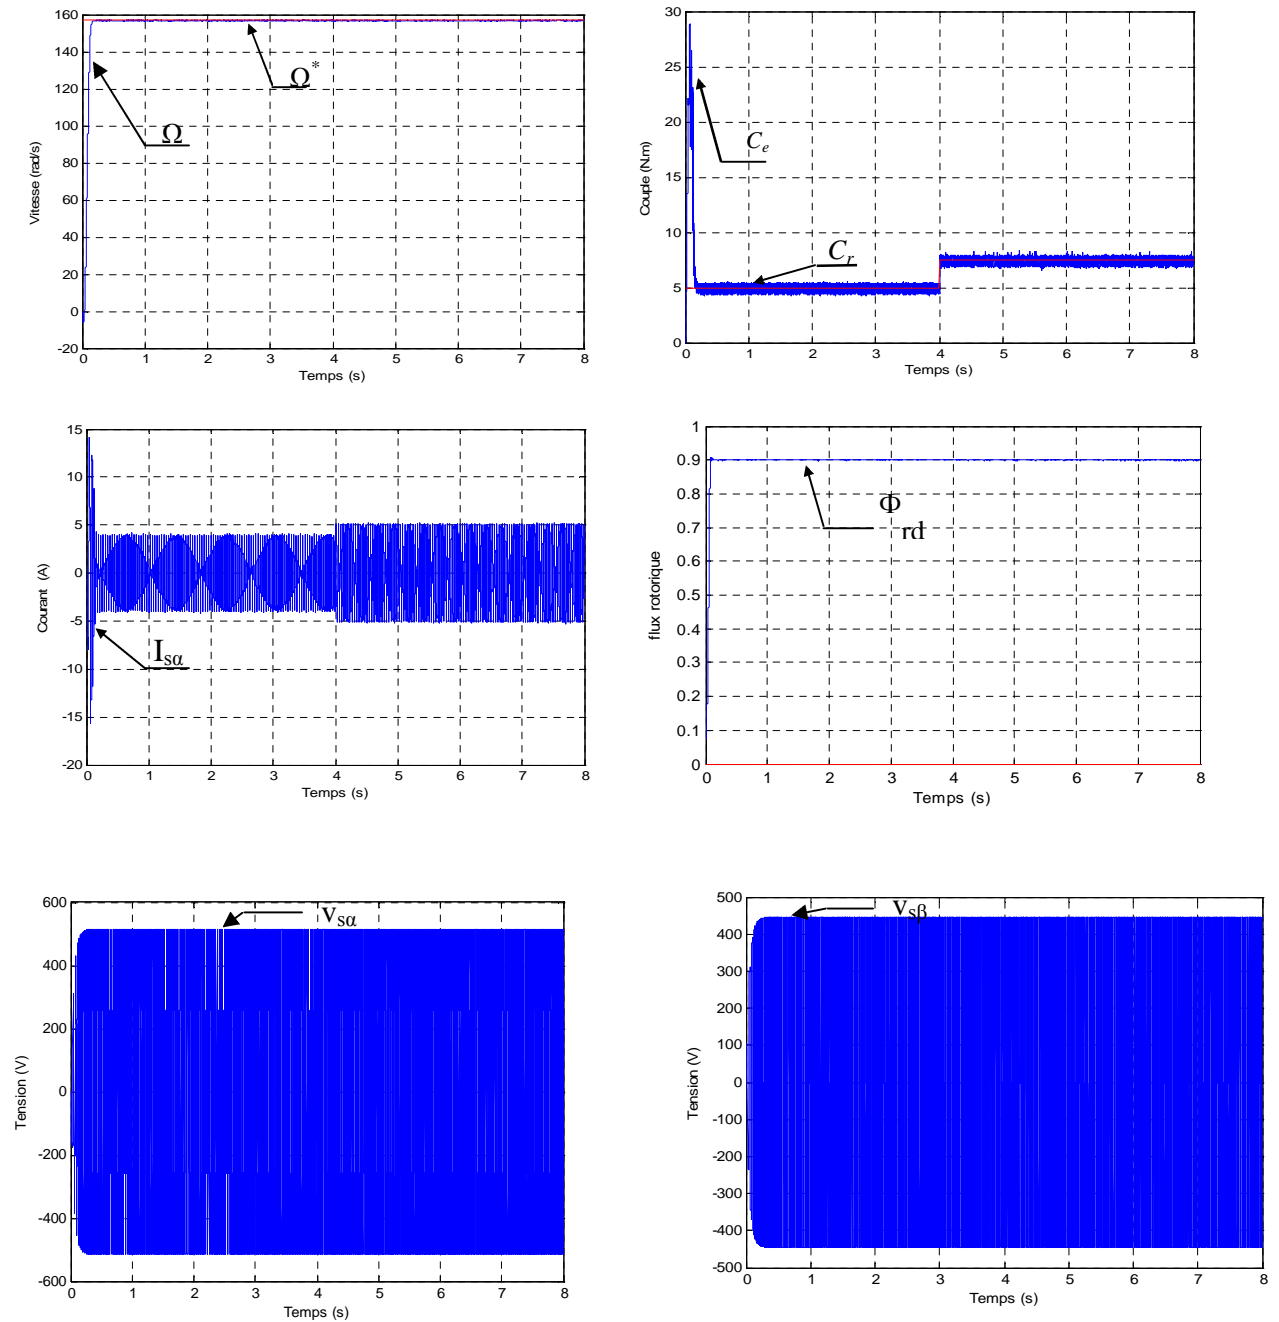 160
140
120
100
80
60
40
20
0
-20
0 1 2 3 4 5 6 7 8
Vitesse (rad/s)
Temps (s)
Ω
Ω*
30
25
20
15
10
5
0
0 1 2 3 4 5 6 7 8
Couple (N.m)
Temps (s)
Ce
Cr
15
10
5
0
-5
-10
-15
-20
0 1 2 3 4 5 6 7 8
Courant (A)
Temps (s)
Isα
1
0.9
0.8
0.7
0.6
0.5
0.4
0.3
0.2
0.1
0
0 1 2 3 4 5 6 7 8
flux rotorique
Temps (s)
Φ
rd
600
400
200
0
-200
-400
-600
0 1 2 3 4 5 6 7 8
Tension (V)
Temps (s)
vsα
500
400
300
200
100
0
-100
-200
-300
-400
-500
0 1 2 3 4 5 6 7 8
Tension (V)
Temps (s)
vsβ